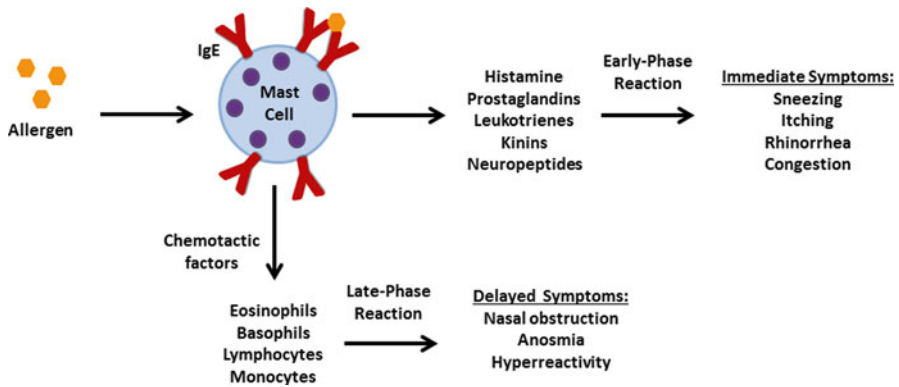 Allergen
IgE
Mast
Cell
Histamine
Prostaglandins
Leukotrienes
Kinins
Neuropeptides
Early-Phase
Reaction
Immediate Symptoms:
Sneezing
Itching
Rhinorrhea
Congestion
Chemotactic
factors
Eosinophils
Basophils
Lymphocytes
Monocytes
Late-Phase
Reaction
Delayed Symptoms:
Nasal obstruction
Anosmia
Hyperreactivity